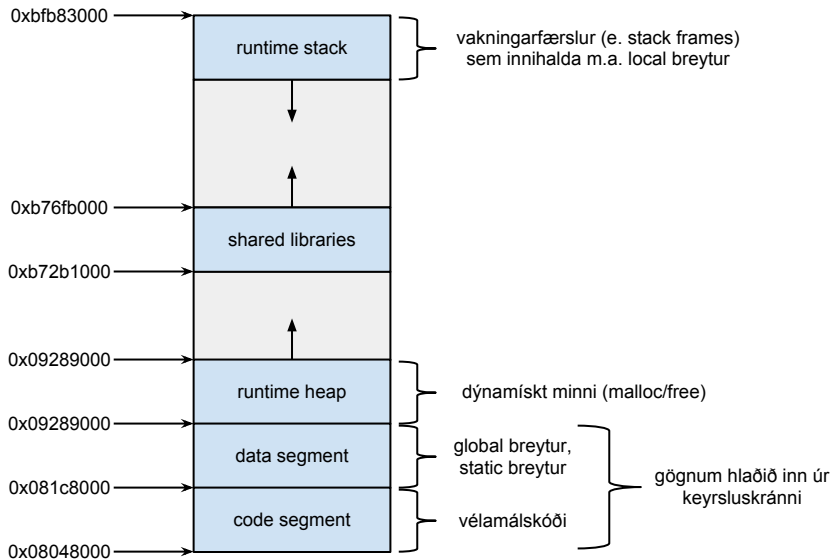 0xbfb83000
runtime stack
vakningarfærslur (e. stack frames)
sem innihalda m.a. local breytur
0xb76fb000
shared libraries
0xb72b1000
0x09289000
runtime heap
dýnamískt minni (malloc/free)
0x09289000
data segment
global breytur,
static breytur
gögnum hlaðið inn úr
keyrsluskránni
0x081c8000
code segment
vélamálskóði
0x08048000